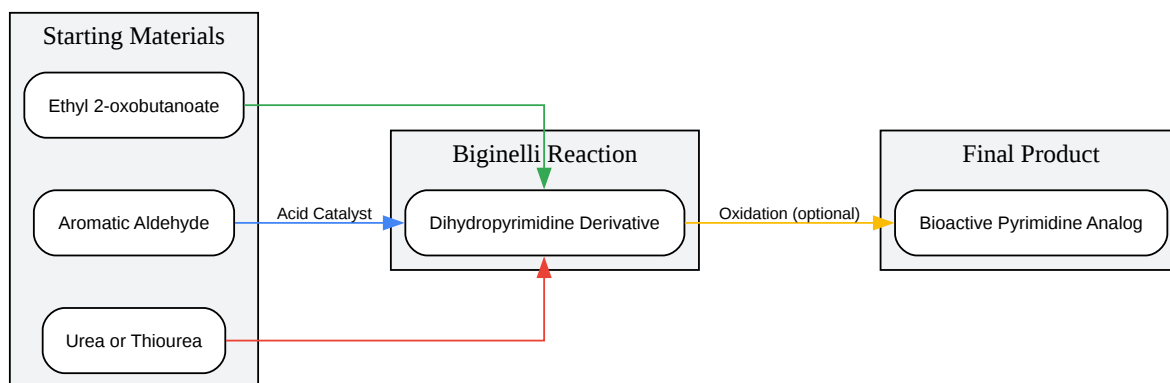 Starting Materials
Ethyl 2-oxobutanoate
Biginelli Reaction
Final Product
Aromatic Aldehyde
Acid Catalyst
Dihydropyrimidine Derivative
Oxidation (optional)
Bioactive Pyrimidine Analog
Urea or Thiourea